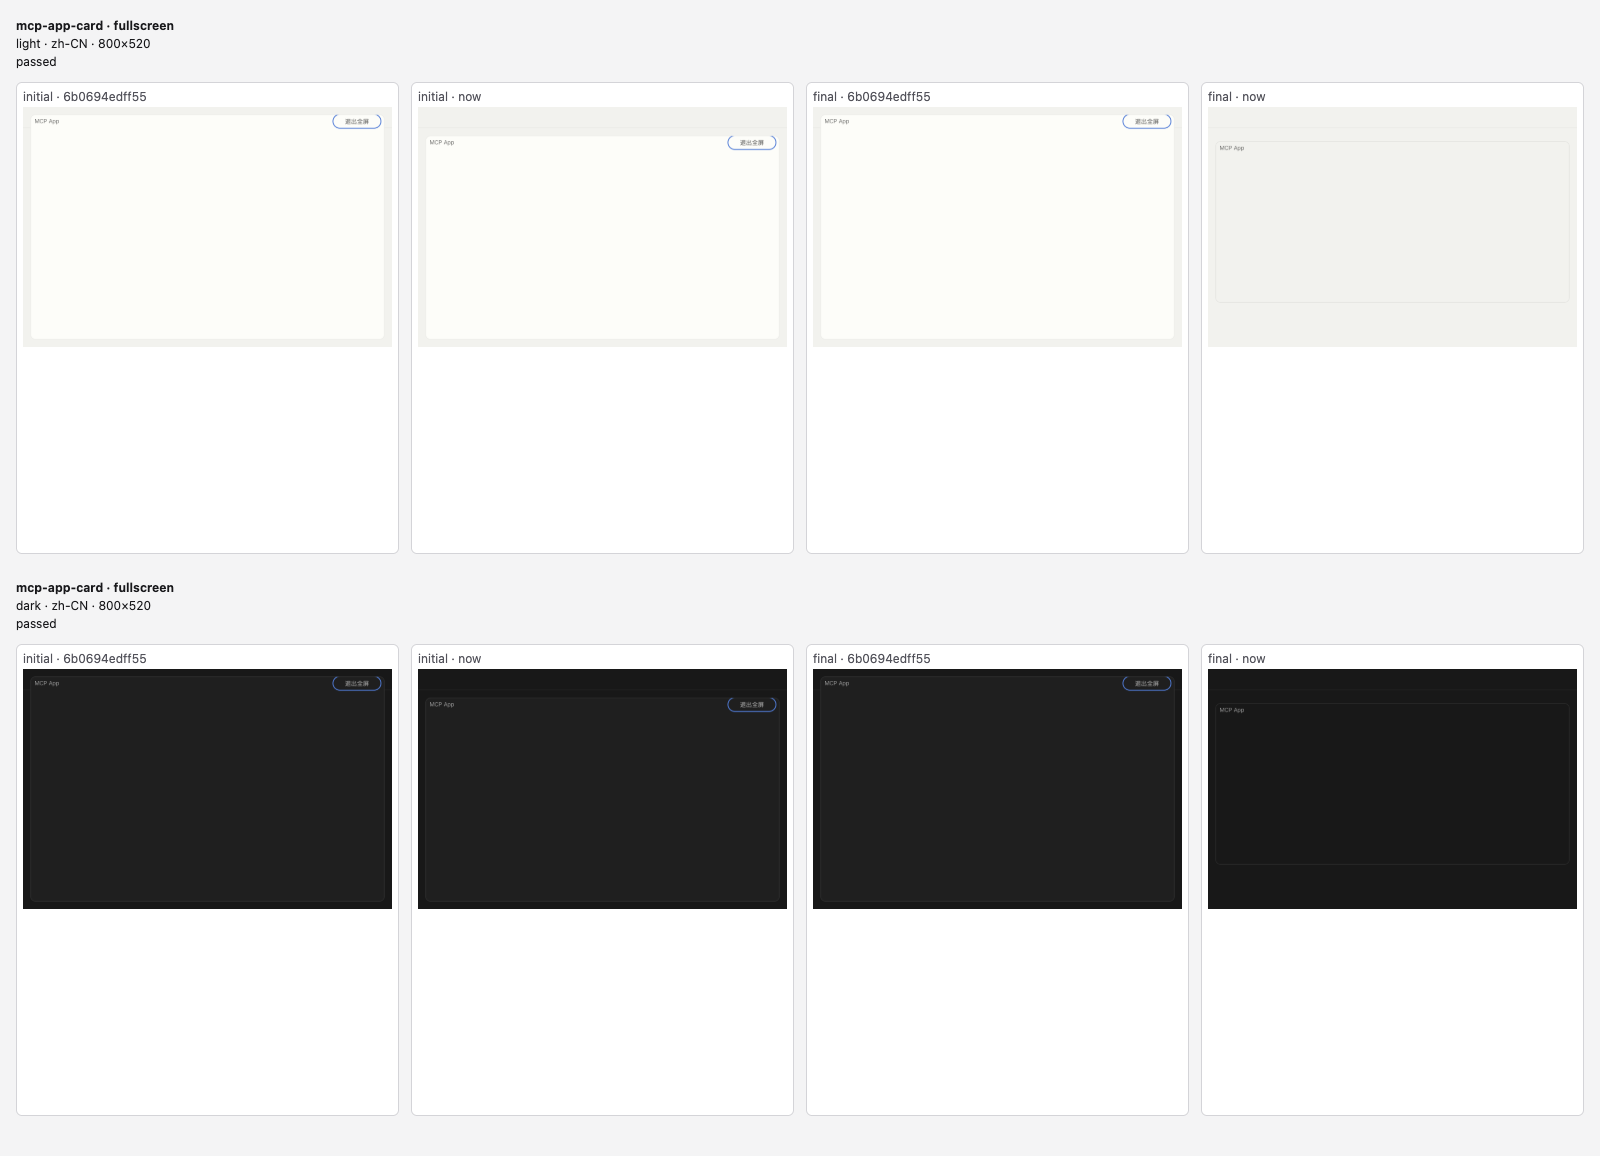 mcp-app-card · fullscreen
light · zh-CN · 800×520
passed
initial · 6b0694edff55
initial · now
final · 6b0694edff55
final · now
MCP App
退出全屏
MCP App
退出全屏
MCP App
退出全屏
MCP App
mcp-app-card · fullscreen
dark · zh-CN · 800×520
passed
initial · 6b0694edff55
initial · now
final · 6b0694edff55
final · now
MCP App
退出全屏
MCP App
退出全屏
MCP App
退出全屏
MCP App